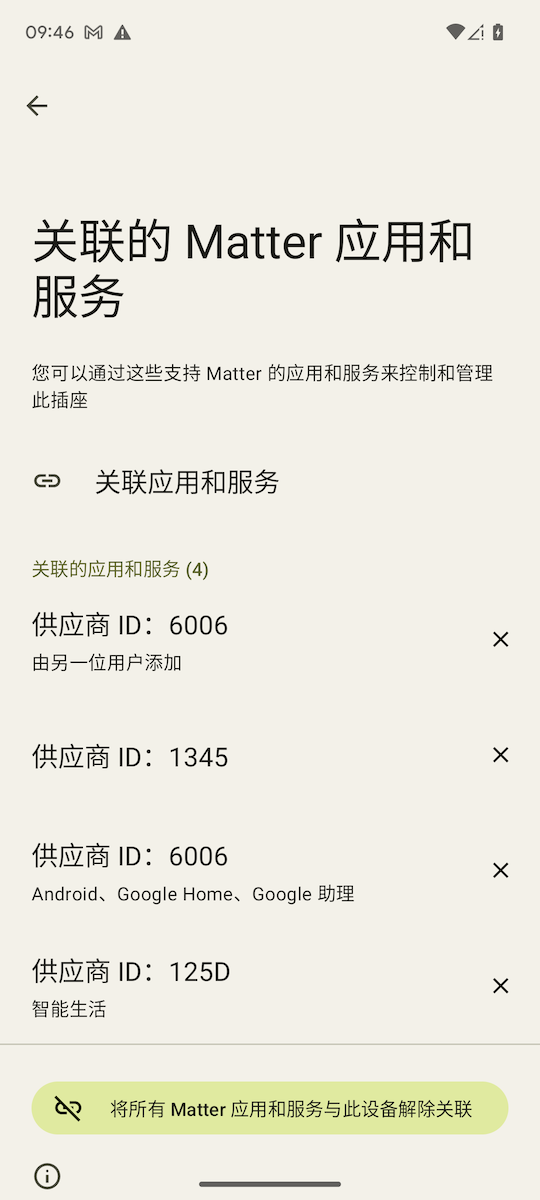 09:46
关联的 Matter 应用和
服务
您可以通过这些支持 Matter 的应用和服务来控制和管理
此插座
关联应用和服务
关联的应用和服务 (4)
供应商 ID：6006
由另一位用户添加
供应商 ID：1345
供应商 ID：6006
Android、Google Home、Google 助理
供应商 ID：125D
智能生活
将所有 Matter 应用和服务与此设备解除关联